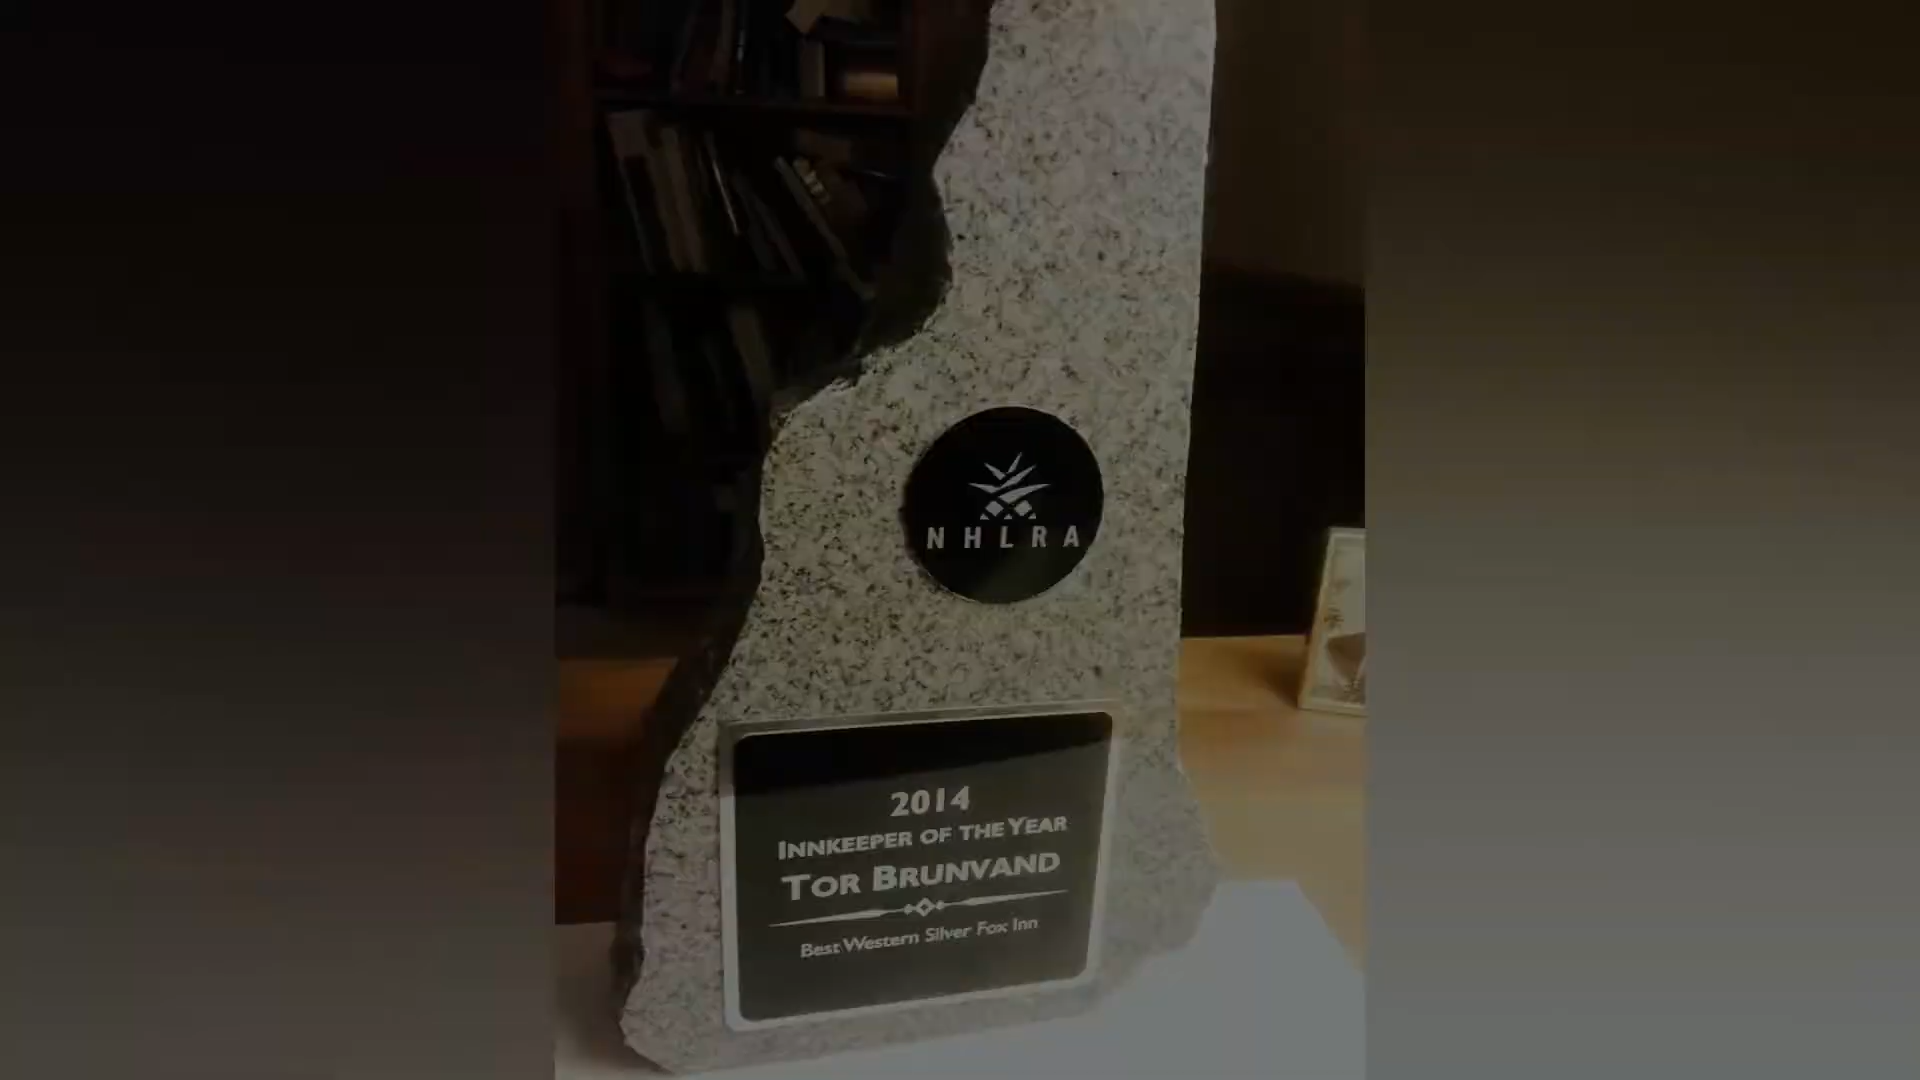 NHLRA
2014
INNKEEPER OF THE YEAR
TOR BRUNVAND
Best Western Silver Fox Inn